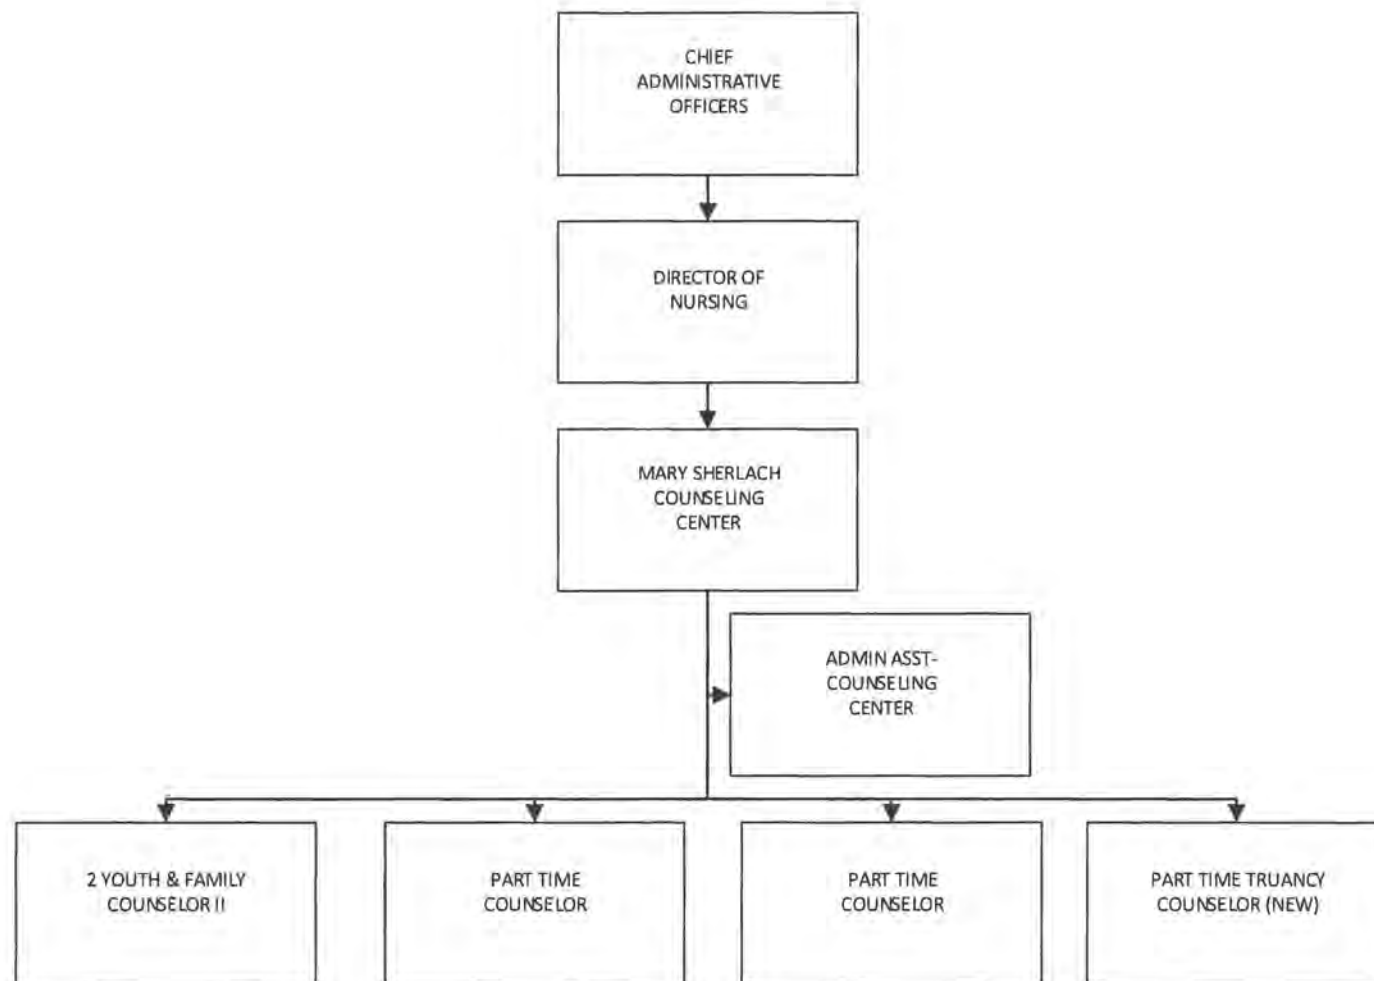 CHIEF
ADMINISTRATIVE
OFFICERS
DIRECTOR OF
NURSING
MARY SHERLACH
COUNSELING
CENTER
ADMIN ASST-
COUNSELING
CENTER
2 YOUTH & FAMILY
COUNSELOR II
PART TIME
COUNSELOR
PART TIME
COUNSELOR
PART TIME TRUANCY
COUNSELOR (NEW)